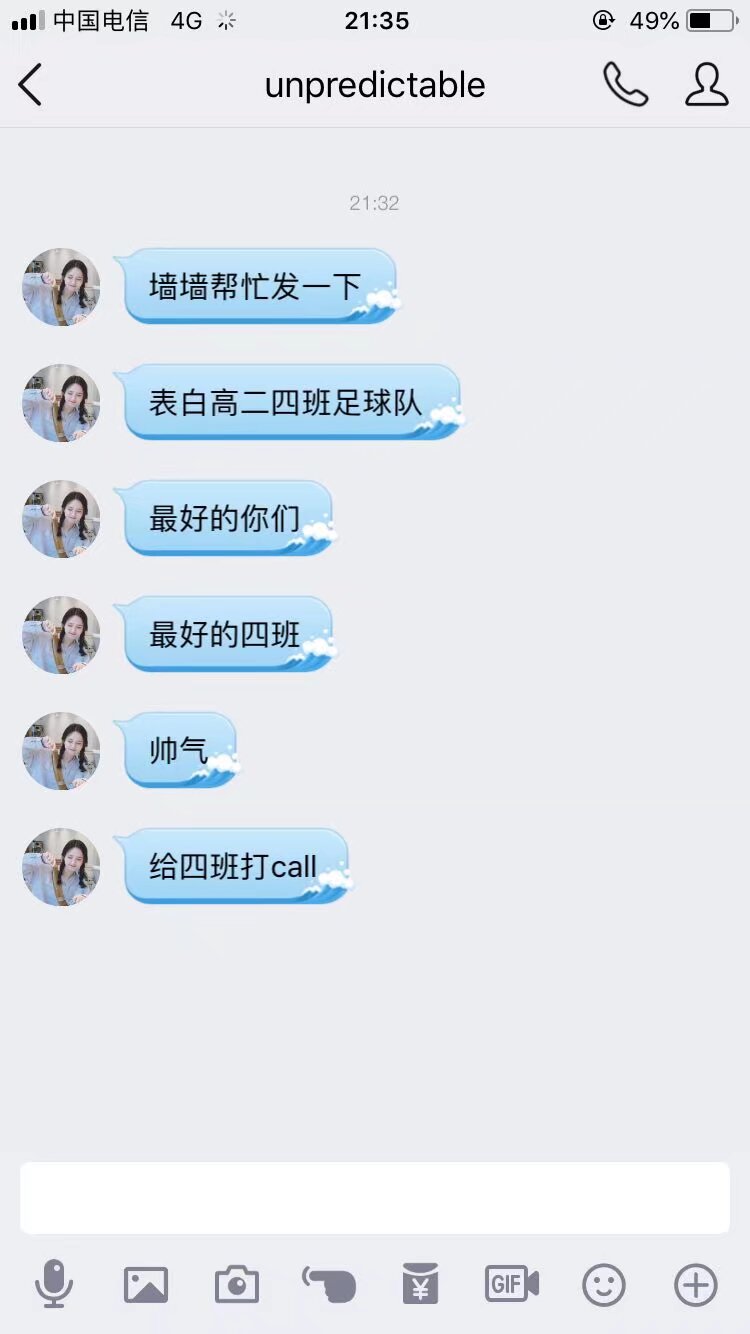 中国电信 4G 21:35 49%
unpredictable
21:32
墙墙帮忙发一下
表白高二四班足球队
最好的你们
最好的四班
帅气
给四班打call
¥ GIF